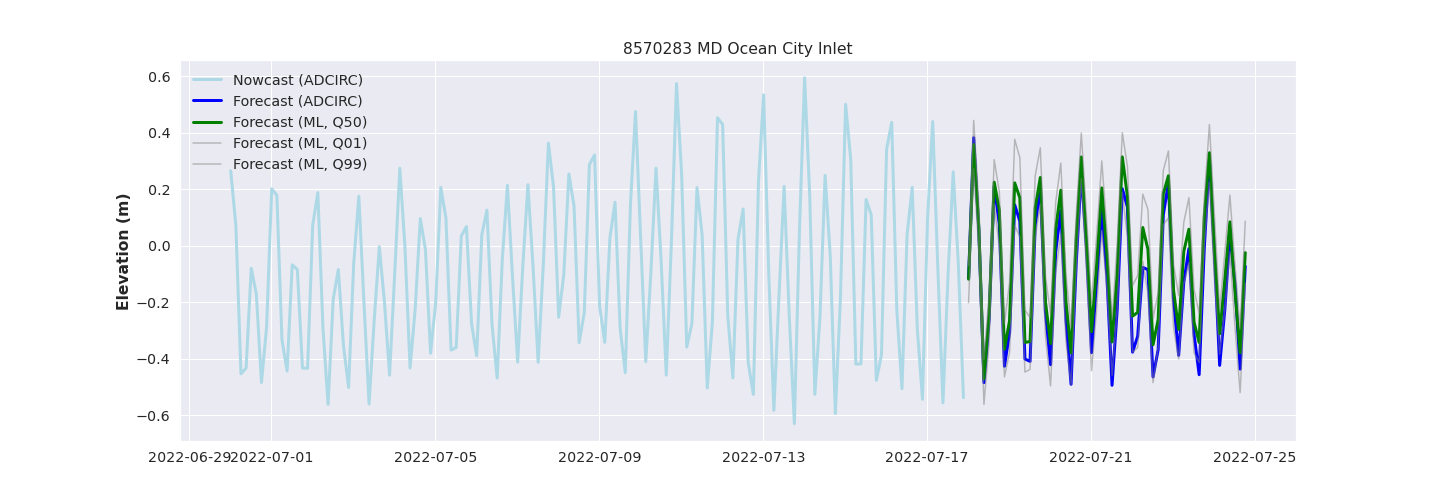 8570283 MD Ocean City Inlet
Nowcast (ADCIRC)
Forecast (ADCIRC)
Forecast (ML, Q50)
Forecast (ML, Q01)
Forecast (ML, Q99)
Elevation (m)
0.6
0.4
0.2
0.0
−0.2
−0.4
−0.6
2022-06-29 2022-07-01 2022-07-05 2022-07-09 2022-07-13 2022-07-17 2022-07-21 2022-07-25